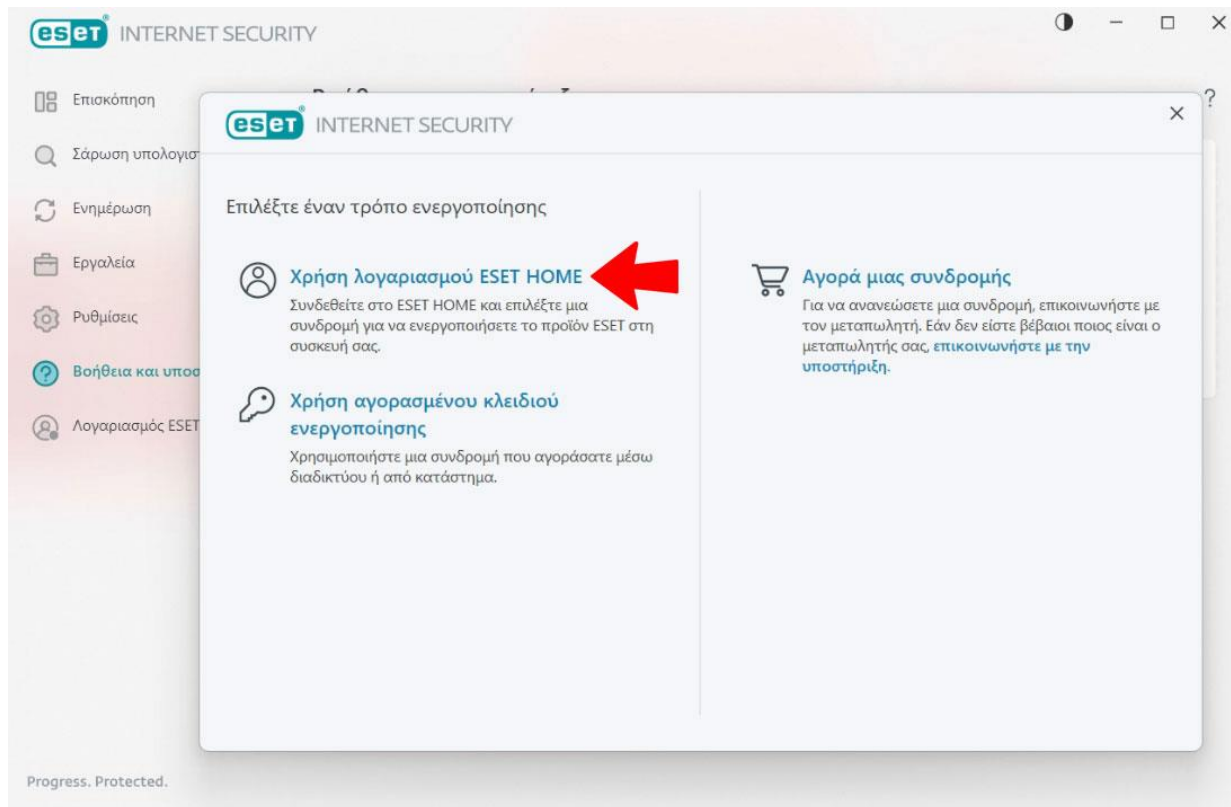 eset INTERNET SECURITY
Επισκόπηση
?
eset INTERNET SECURITY
Σάρωση
Ενημέρωση
Επιλέξτε έναν τρόπο ενεργοποίησης
Εργαλεία
Χρήση λογαριασμού ESET HOME
Συνδεθείτε στο ESET HOME και επιλέξτε μια
συνδρομή για να ενεργοποιήσετε το προϊόν ESET στη
συσκευή σας.
Χρήση αγορασμένου κλειδιού
ενεργοποίησης
Χρησιμοποιήστε μια συνδρομή που αγοράσατε μέσω
διαδικτύου ή από κατάστημα.
Αγορά μιας συνδρομής
Για να ανανεώσετε μια συνδρομή, επικοινωνήστε με
τον μεταπωλητή. Εάν δεν είστε βέβαιοι ποιος είναι ο
μεταπωλητής σας, επικοινωνήστε με την
υποστήριξη.
Ρυθμίσεις
Βοήθεια και
Λογαριασμός ESET
Progress. Protected.